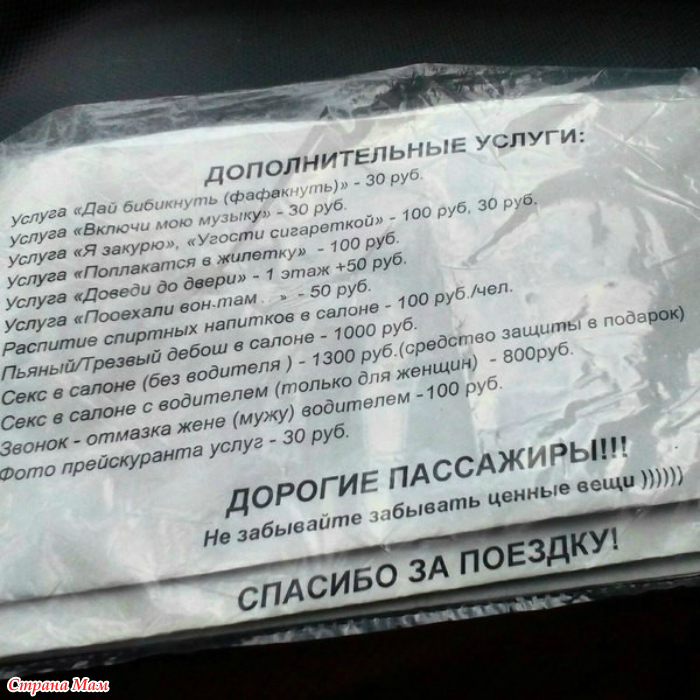 ДОПОЛНИТЕЛЬНЫЕ УСЛУГИ:
Услуга «Дай бибикнуть (фафакнуть)» - 30 руб.
Услуга «Включи мою музыку» - 30 руб.
Услуга «Я закурю», «Угости сигареткой» - 100 руб, 30 руб.
Услуга «Поплакатся в жилетку» - 100 руб.
Услуга «Доведи до двери» - 1 этаж +50 руб.
Услуга «Пооехали вон-там . » - 50 руб.
Распитие спиртных напитков в салоне - 100 руб./чел.
Пьяный/Трезвый дебош в салоне - 1000 руб.
Секс в салоне (без водителя ) - 1300 руб.(средство защиты в подарок)
Секс в салоне с водителем (только для женщин) - 800руб.
Звонок - отмазка жене (мужу) водителем -100 руб.
Фото прейскуранта услуг - 30 руб.
ДОРОГИЕ ПАССАЖИРЫ!!!
Не забывайте забывать ценные вещи ))))))
СПАСИБО ЗА ПОЕЗДКУ!
Страна Мам